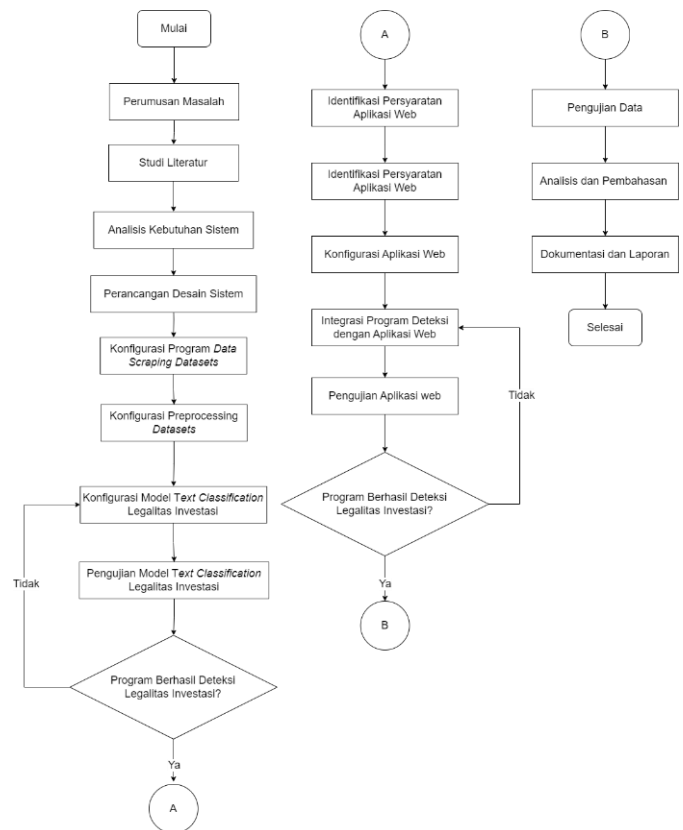 Mulai
Perumusan Masalah
Studi Literatur
Analisis Kebutuhan Sistem
Perancangan Desain Sistem
Konfigurasi Program Data
Scraping Datasets
Konfigurasi Preprocessing
Datasets
Konfigurasi Model Text Classification
Legalitas Investasi
Pengujian Model Text Classification
Legalitas Investasi
Tidak
Program Berhasil Deteksi
Legalitas Investasi?
Ya
A
A
Identifikasi Persyaratan
Aplikasi Web
Identifikasi Persyaratan
Aplikasi Web
Konfigurasi Aplikasi Web
Integrasi Program Deteksi
dengan Aplikasi Web
Pengujian Aplikasi web
Tidak
Program Berhasil Deteksi
Legalitas Investasi?
Ya
B
B
Pengujian Data
Analisis dan Pembahasan
Dokumentasi dan Laporan
Selesai